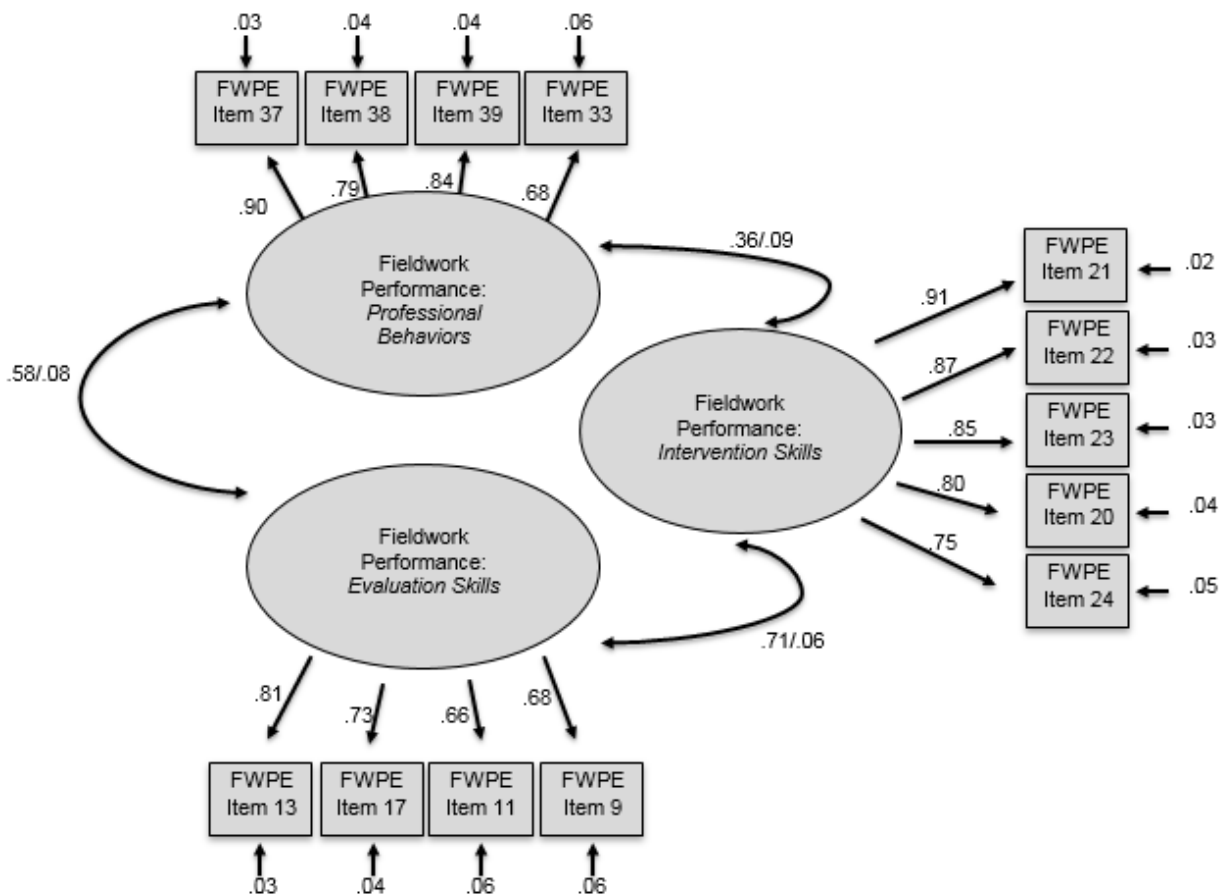 .03 .04 .04 .06
FWPE FWPE FWPE FWPE
Item 37 Item 38 Item 39 Item 33
.90 .79 .84 .68
Fieldwork
Performance:
Professional
Behaviors
.36/.09
.58/.08
FWPE
Item 21
.02
.91
FWPE
Item 22
.03
.87
Fieldwork
Performance:
Intervention Skills
FWPE
Item 23
.03
.85
FWPE
Item 20
.04
.80
FWPE
Item 24
.05
.75
Fieldwork
Performance:
Evaluation Skills
.71/.06
.81 .73 .66 .68
FWPE FWPE FWPE FWPE
Item 13 Item 17 Item 11 Item 9
.03 .04 .06 .06